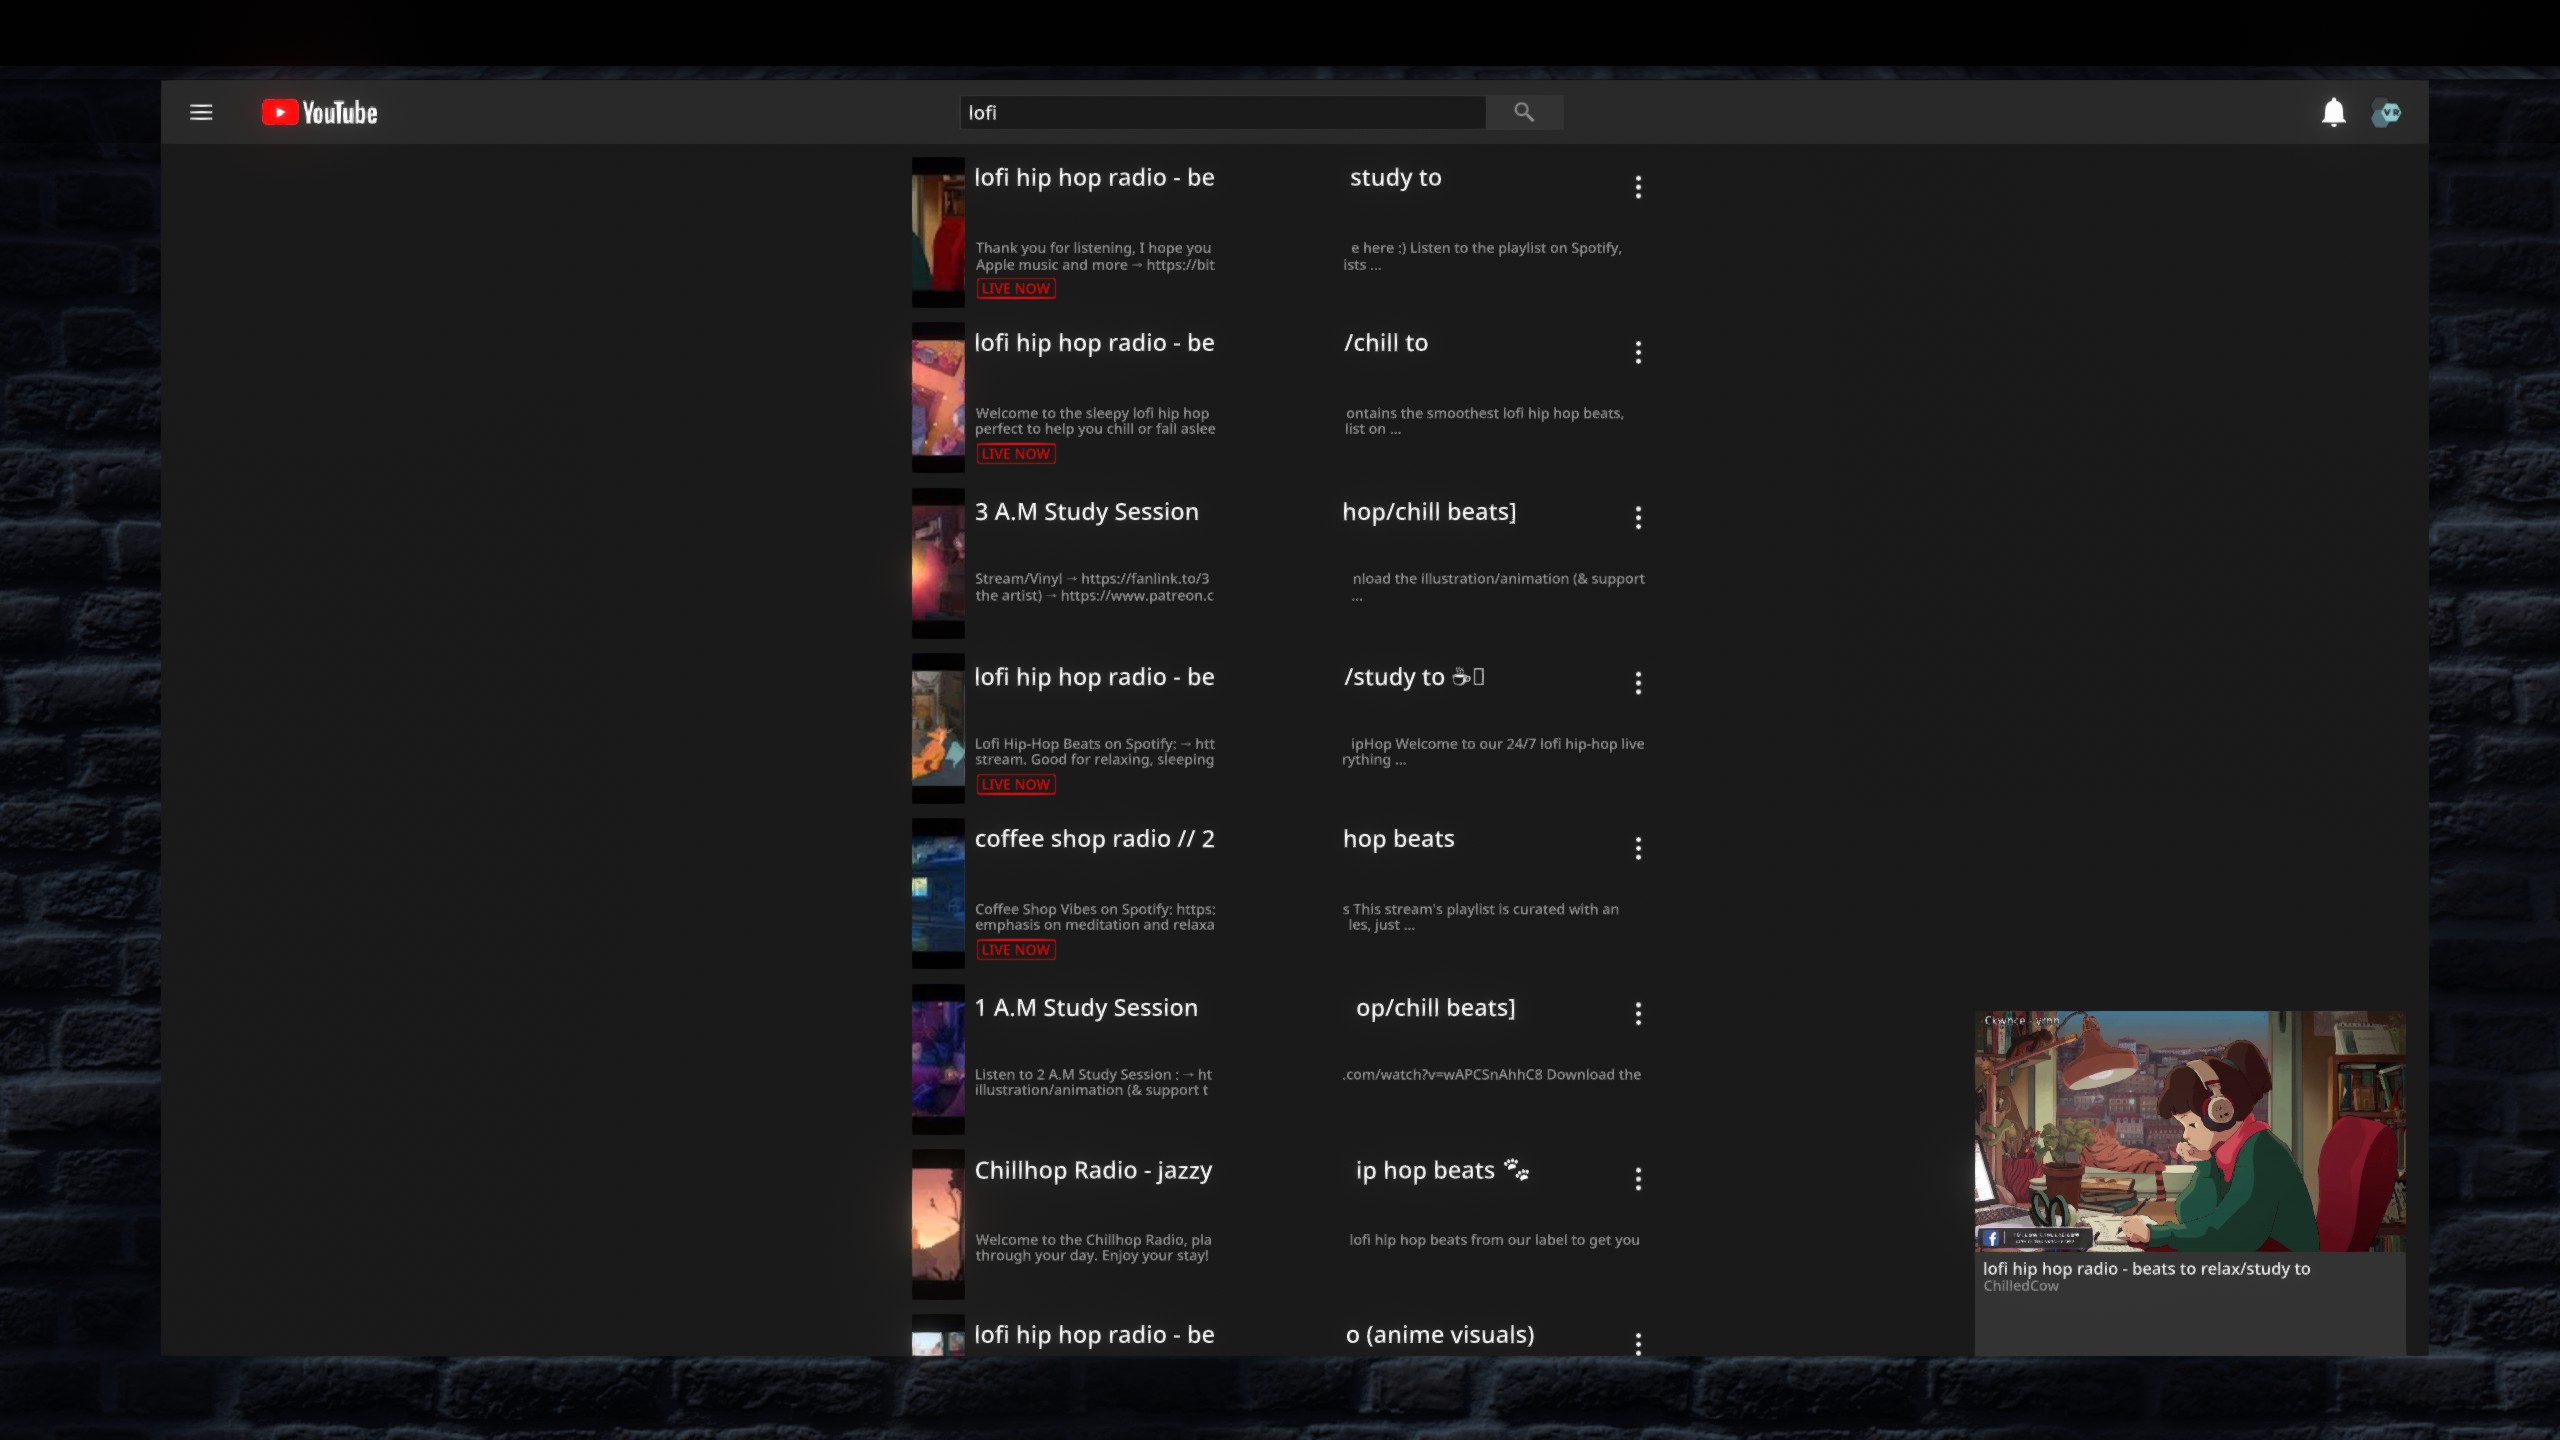 YouTube
lofi
lofi hip hop radio - be study to
Thank you for listening, I hope you e here :) Listen to the playlist on Spotify,
Apple music and more → https://bit ists ...
LIVE NOW
lofi hip hop radio - be /chill to
Welcome to the sleepy lofi hip hop ontains the smoothest lofi hip hop beats,
perfect to help you chill or fall aslee list on ...
LIVE NOW
3 A.M Study Session hop/chill beats]
Stream/Vinyl → https://fanlink.to/3 nload the illustration/animation (& support
the artist) → https://www.patreon.c ...
lofi hip hop radio - be /study to ☕
Lofi Hip-Hop Beats on Spotify: → htt ipHop Welcome to our 24/7 lofi hip-hop live
stream. Good for relaxing, sleeping rything ...
LIVE NOW
coffee shop radio // 2 hop beats
Coffee Shop Vibes on Spotify: https: s This stream's playlist is curated with an
emphasis on meditation and relaxa les, just ...
LIVE NOW
1 A.M Study Session op/chill beats]
Listen to 2 A.M Study Session : → ht .com/watch?v=wAPCSnAhhC8 Download the
illustration/animation (& support t
Chillhop Radio - jazzy ip hop beats 🐾
Welcome to the Chillhop Radio, pla lofi hip hop beats from our label to get you
through your day. Enjoy your stay!
lofi hip hop radio - be o (anime visuals)
lofi hip hop radio - beats to relax/study to
ChilledCow